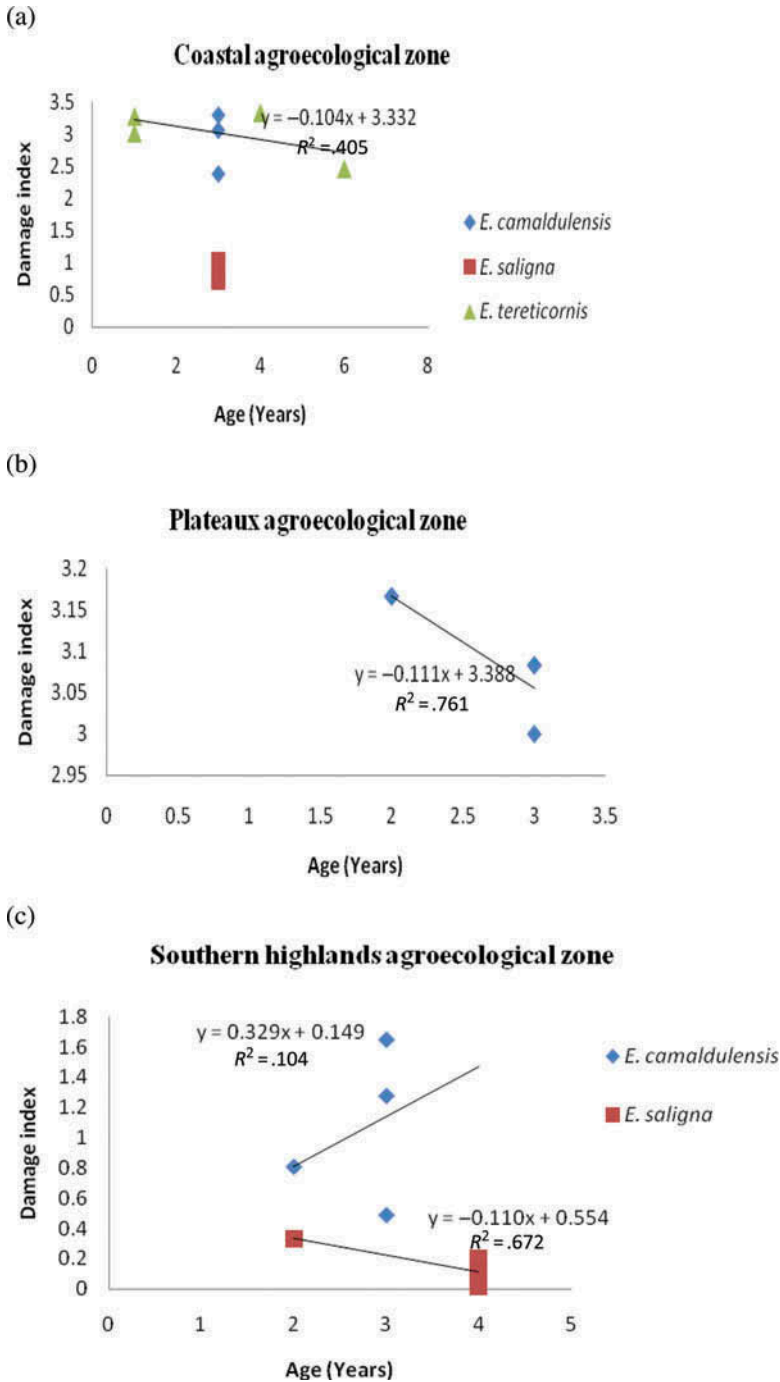 (a)
Coastal agroecological zone
3.5
3
2.5
2
1.5
1
0.5
0
y = −0.104x + 3.332
R² = .405
E. camaldulensis
E. saligna
E. tereticornis
0 2 4 6 8
Damage index
Age (Years)
(b)
Plateaux agroecological zone
3.2
3.15
3.1
3.05
3
2.95
y = −0.111x + 3.388
R² = .761
0 0.5 1 1.5 2 2.5 3 3.5
Damage index
Age (Years)
(c)
Southern highlands agroecological zone
1.8
1.6
1.4
1.2
1
0.8
0.6
0.4
0.2
0
y = 0.329x + 0.149
R² = .104
E. camaldulensis
E. saligna
y = −0.110x + 0.554
R² = .672
0 1 2 3 4 5
Damage index
Age (Years)